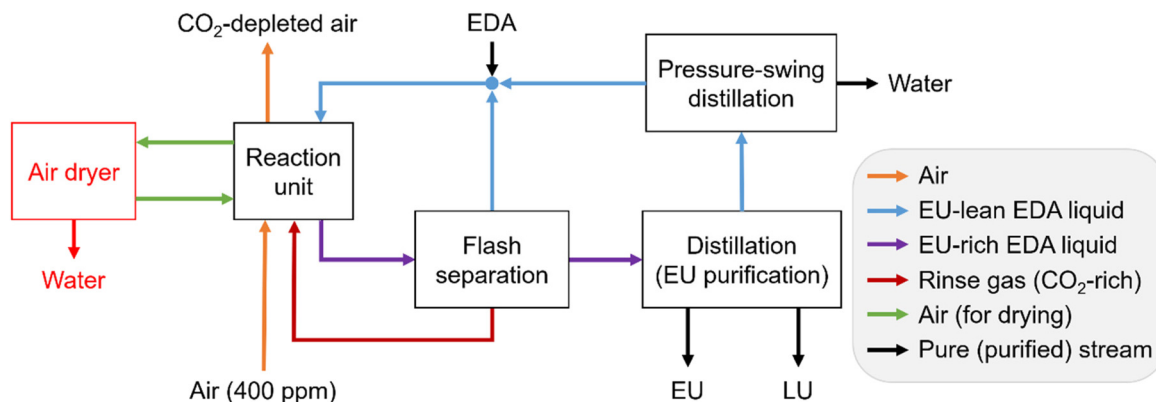 CO₂-depleted air
EDA
Pressure-swing
distillation
Water
Air dryer
Reaction
unit
Water
Flash
separation
Distillation
(EU purification)
Air (400 ppm)
EU
LU
Air
EU-lean EDA liquid
EU-rich EDA liquid
Rinse gas (CO₂-rich)
Air (for drying)
Pure (purified) stream